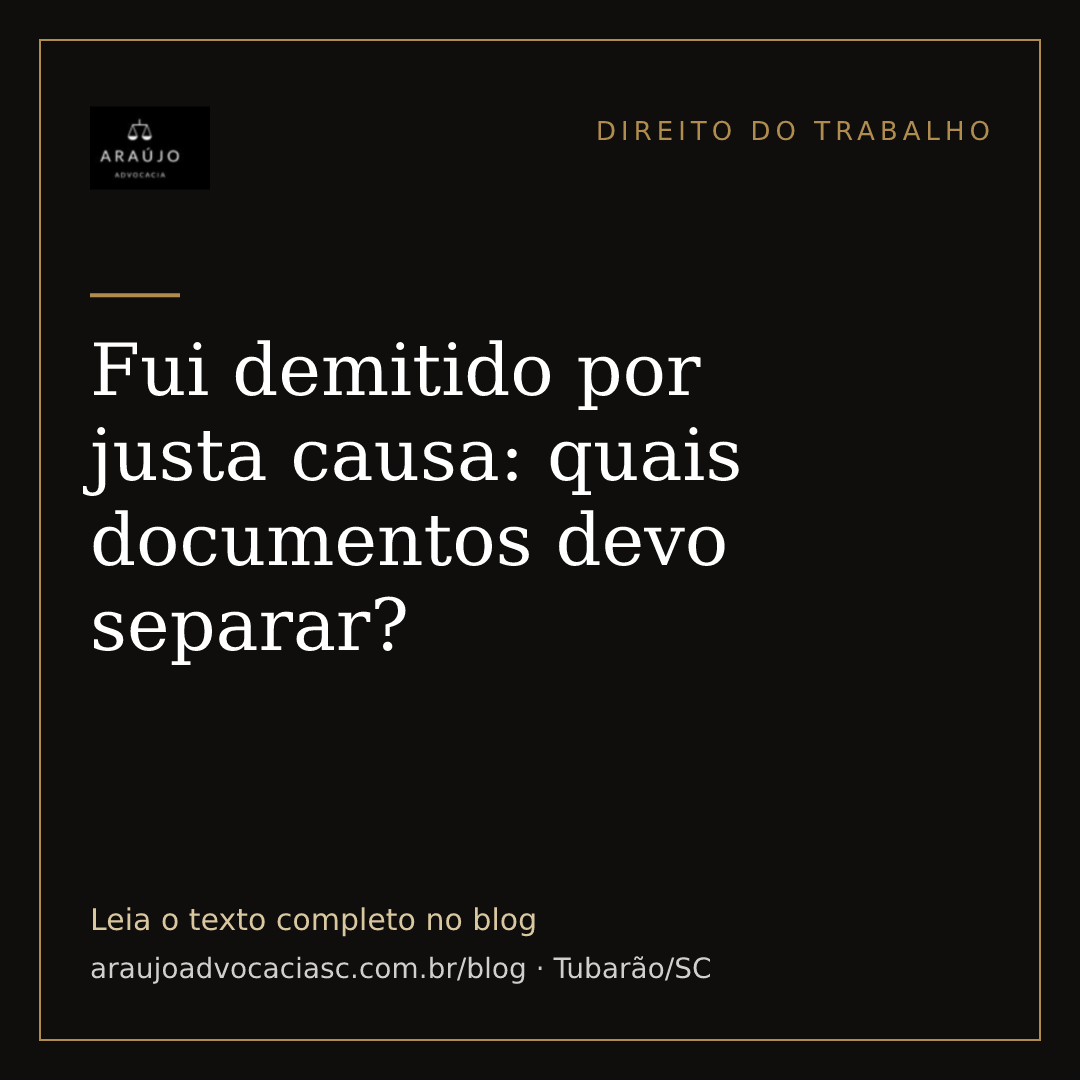 ARAÚJO
ADVOCACIA
DIREITO DO TRABALHO
Fui demitido por
justa causa: quais
documentos devo
separar?
Leia o texto completo no blog
araujoadvocaciasc.com.br/blog · Tubarão/SC